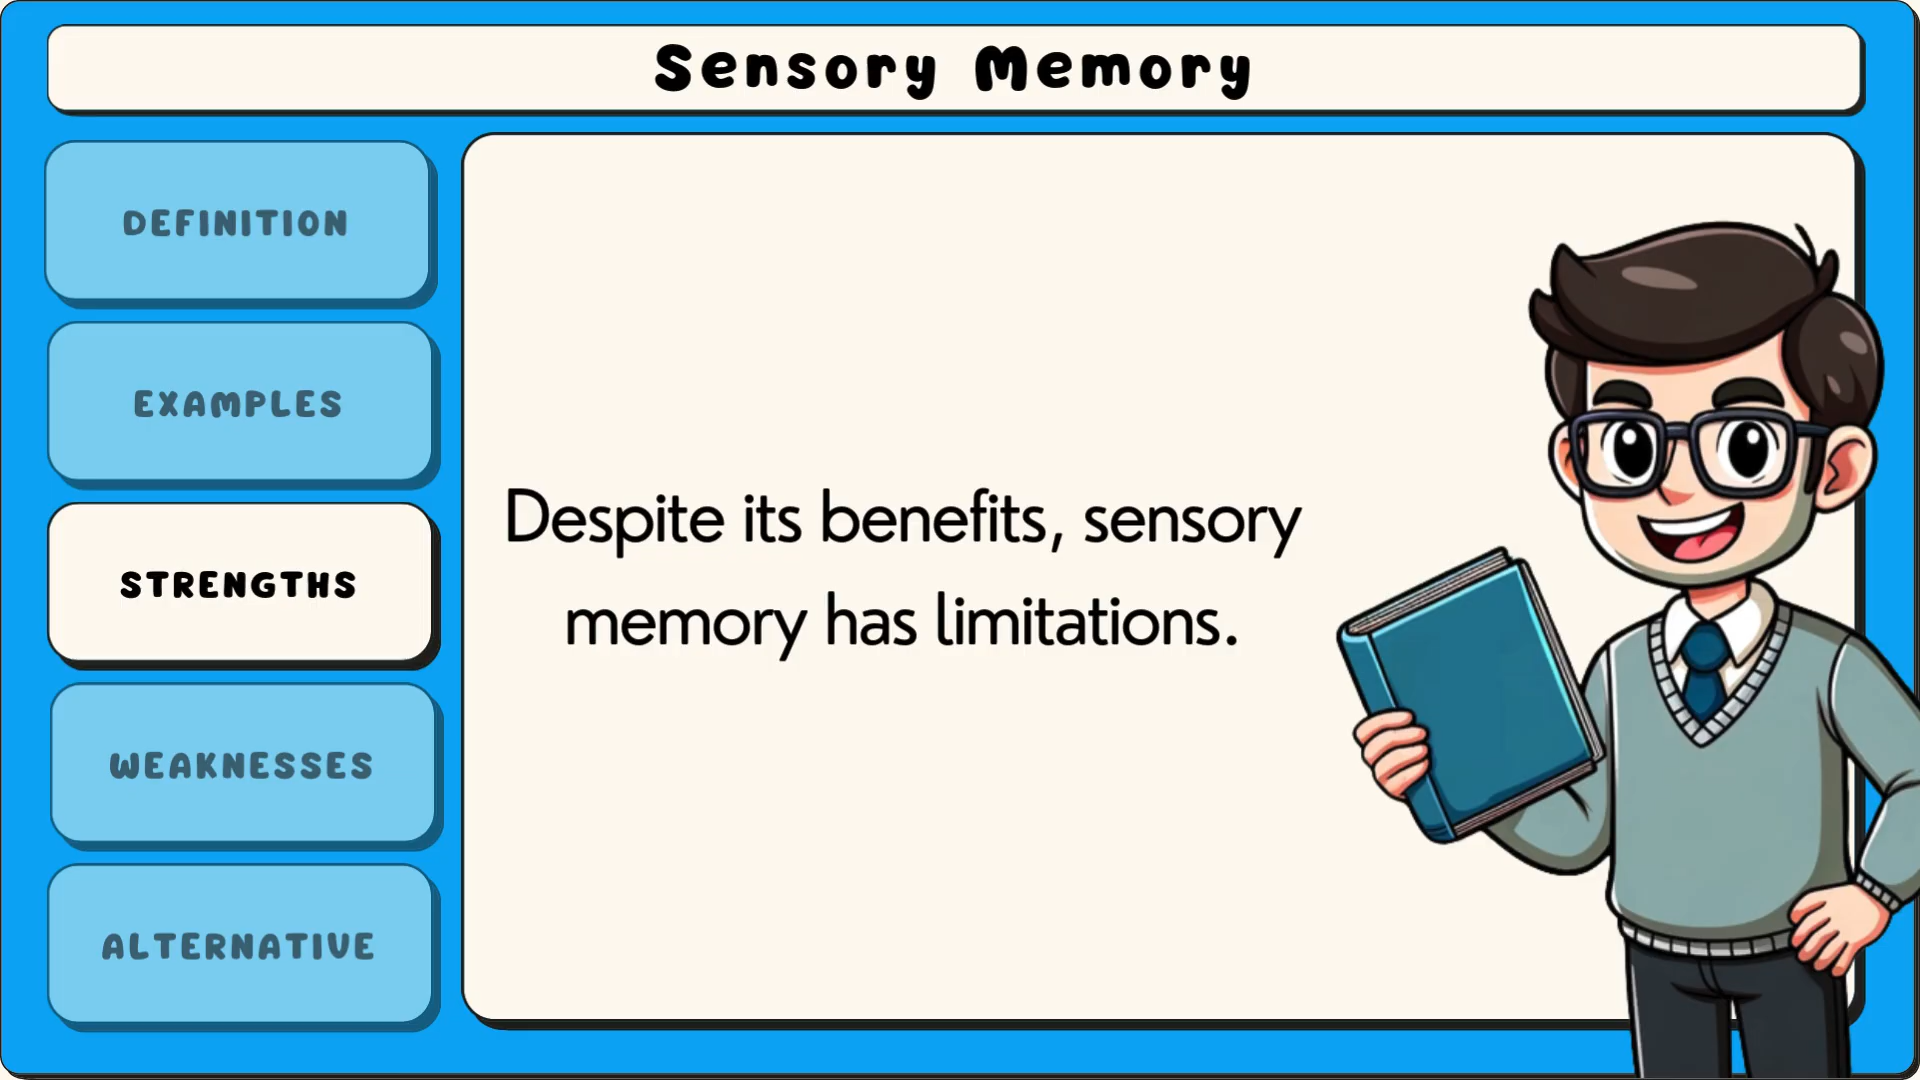 Sensory Memory
DEFINITION
EXAMPLES
STRENGTHS
WEAKNESSES
ALTERNATIVE
Despite its benefits, sensory
memory has limitations.